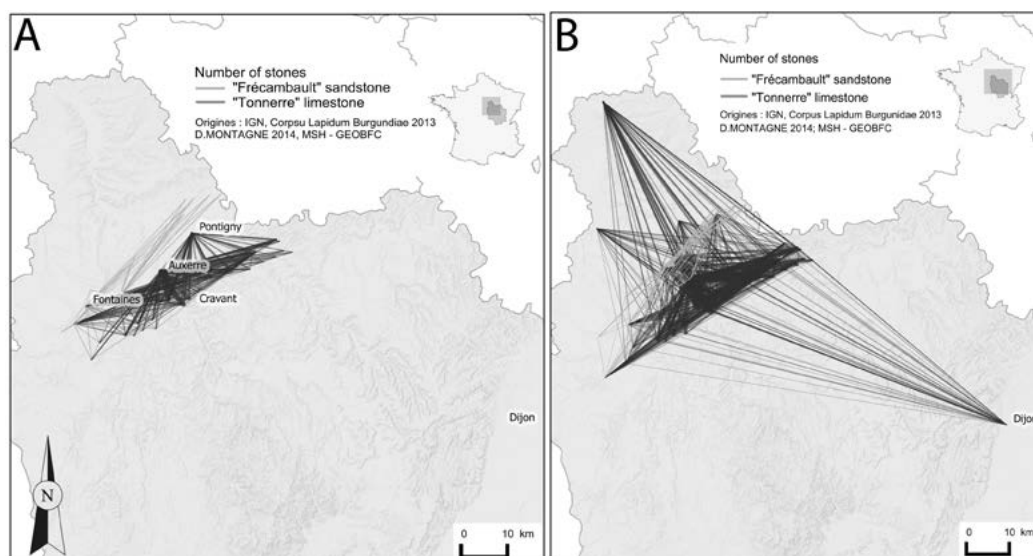 A
Number of stones
"Frécambault" sandstone
"Tonnerre" limestone
Origines : IGN, Corpsu Lapidum Burgundiae 2013
D.MONTAGNE 2014, MSH - GEOBFC
Pontigny
Auxerre
Fontaines
Cravant
Dijon
N
0 10 km
B
Number of stones
"Frécambault" sandstone
"Tonnerre" limestone
Origines : IGN, Corpus Lapidum Burgunidae 2013
D.MONTAGNE 2014; MSH - GEOBFC
Dijon
0 10 km